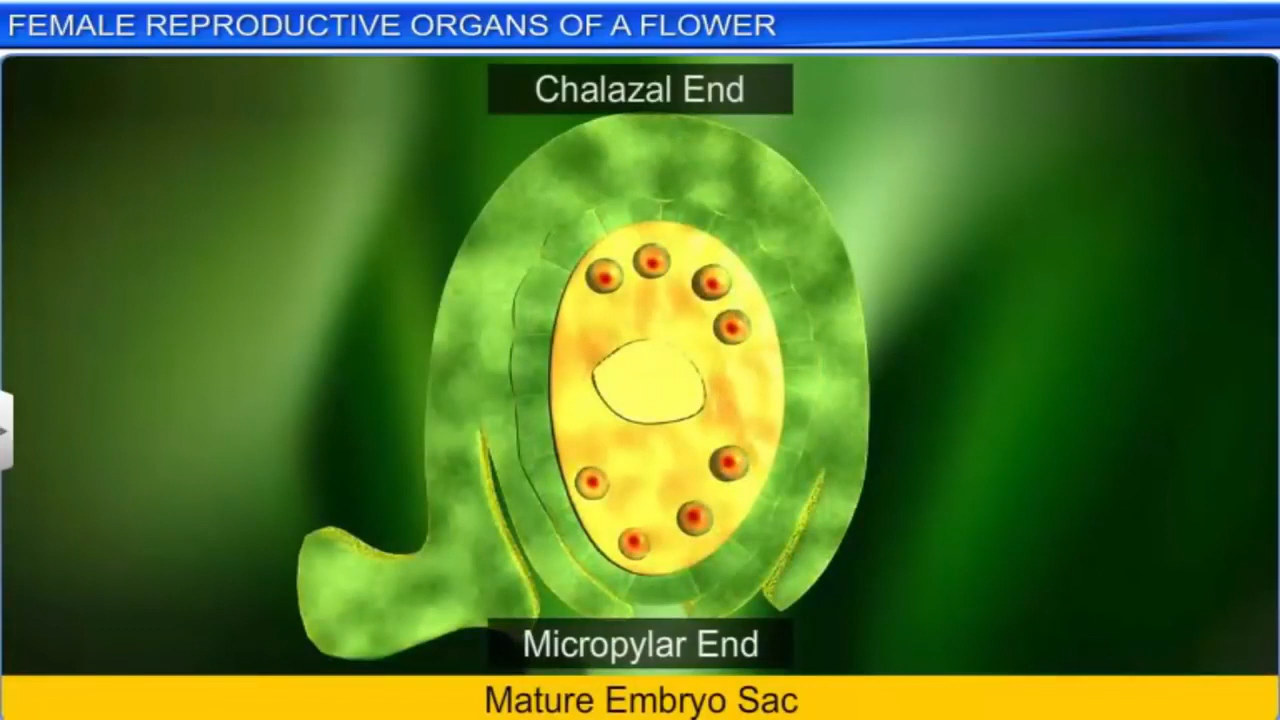 FEMALE REPRODUCTIVE ORGANS OF A FLOWER
Chalazal End
Micropylar End
Mature Embryo Sac